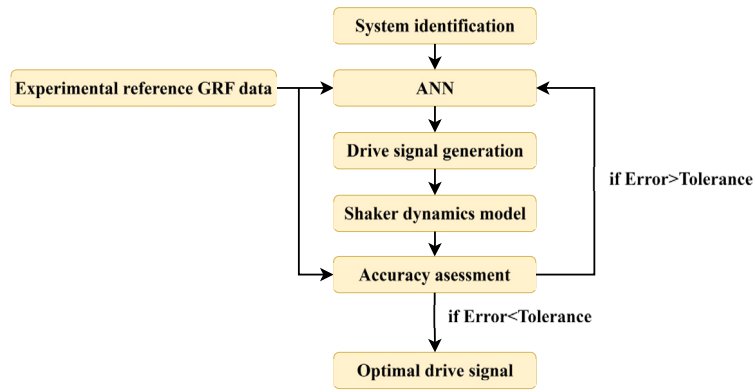 System identification
Experimental reference GRF data
ANN
Drive signal generation
if Error>Tolerance
Shaker dynamics model
Accuracy asessment
if Error<Tolerance
Optimal drive signal